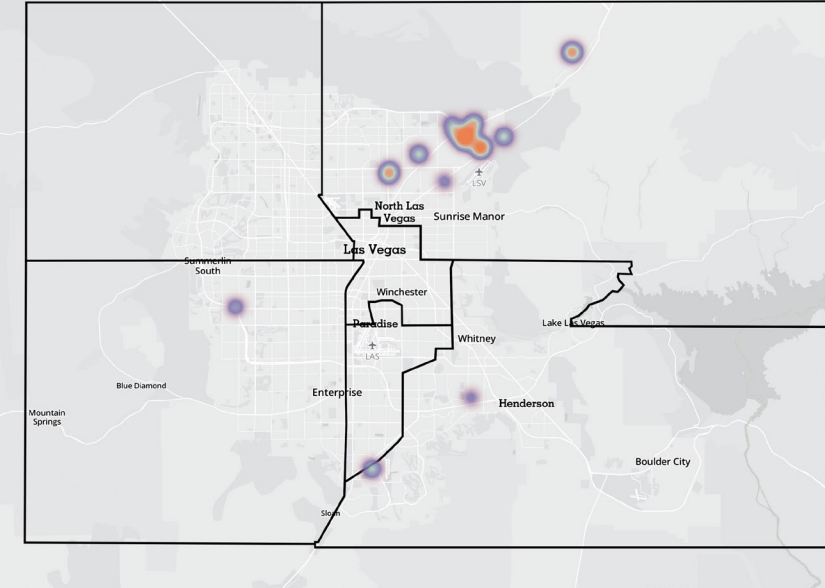 LSV
North Las
Vegas
Sunrise Manor
Las Vegas
Summerlin
South
Winchester
Paradise
Lake Las Vegas
Whitney
LAS
Blue Diamond
Enterprise
Henderson
Mountain
Springs
Boulder City
Sloan